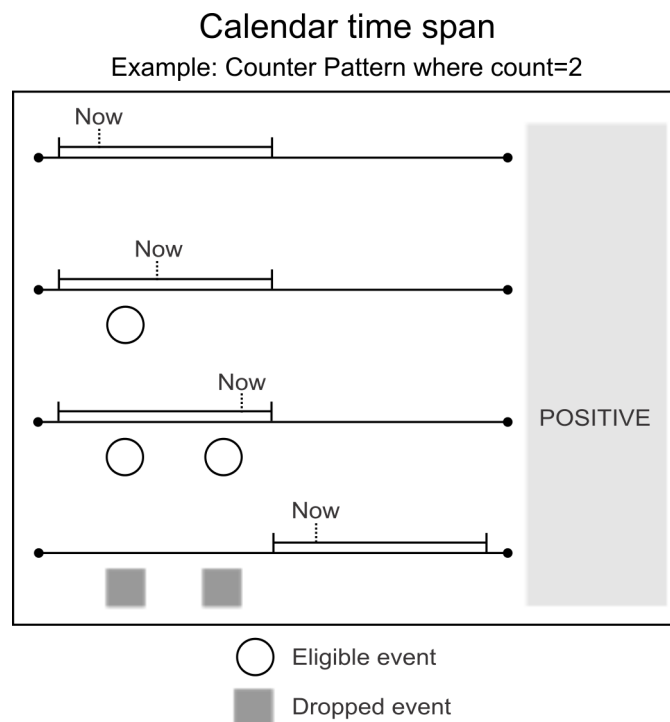 Calendar time span
Example: Counter Pattern where count=2
Now
Now
Now
POSITIVE
Now
Eligible event
Dropped event